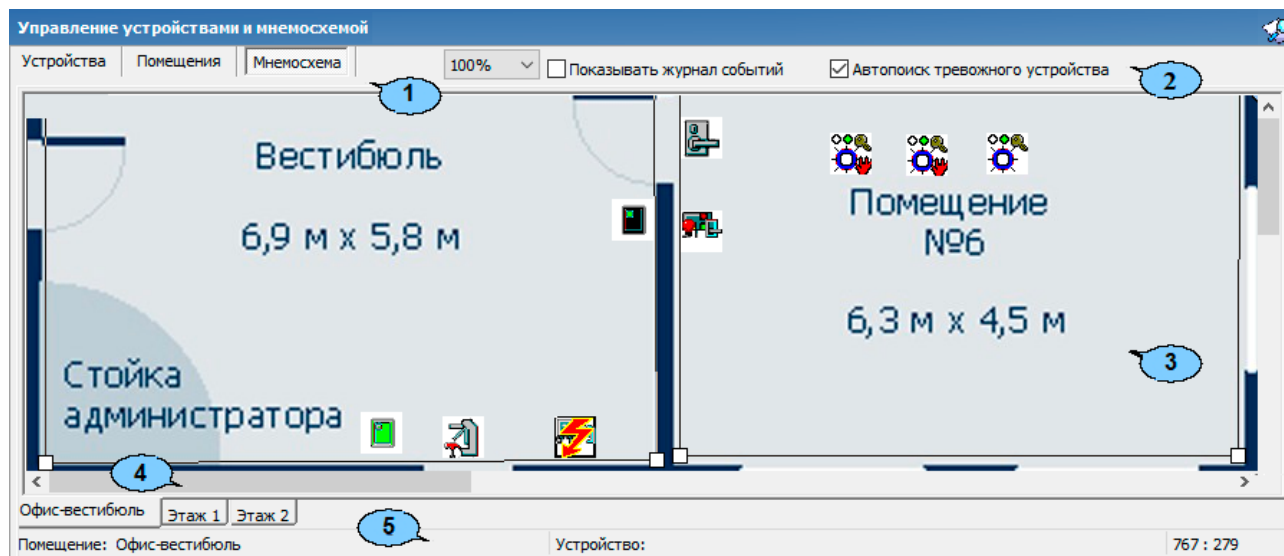 Управление устройствами и мнемосхемой
Устройства Помещения Мнемосхема 100% Показывать журнал событий Автопоиск тревожного устройства
1 2
Вестибюль
6,9 м x 5,8 м
Помещение
№6
6,3 м x 4,5 м
3
Стойка
администратора
4
Офис-вестибюль Этаж 1 Этаж 2
5
Помещение: Офис-вестибюль Устройство: 767 : 279